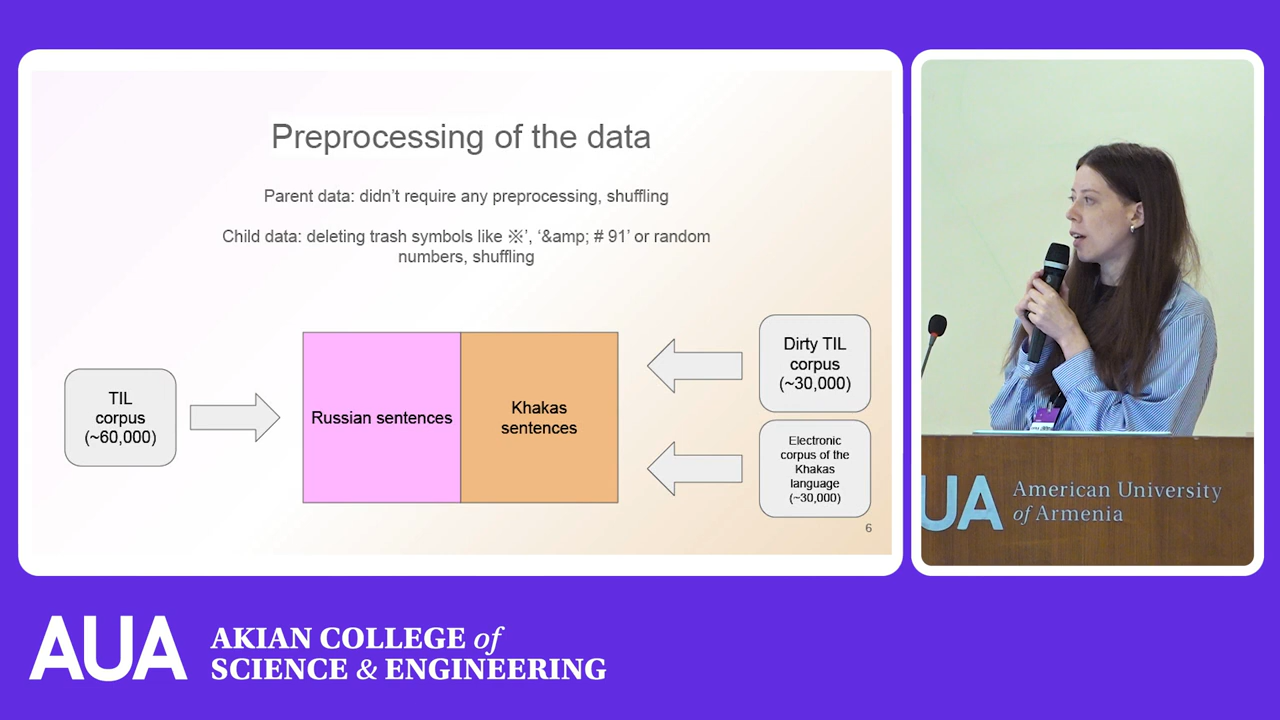 Preprocessing of the data
Parent data: didn’t require any preprocessing, shuffling
Child data: deleting trash symbols like ※’, ‘&amp; # 91’ or random
numbers, shuffling
TIL
corpus
(~60,000)
Russian sentences
Khakas
sentences
Dirty TIL
corpus
(~30,000)
Electronic
corpus of the
Khakas
language
(~30,000)
6
UA American University
of Armenia
AUA AKIAN COLLEGE of
SCIENCE & ENGINEERING